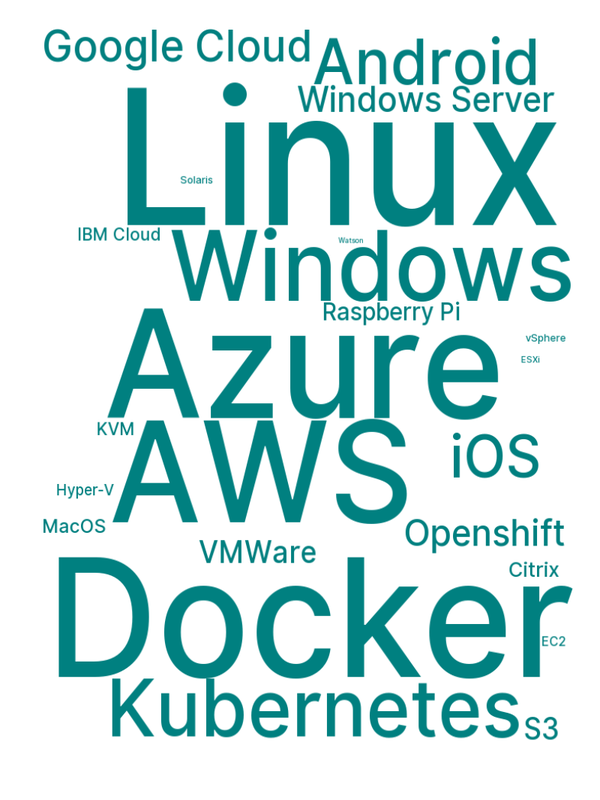 Google Cloud
Android
Windows Server
Linux
Solaris
IBM Cloud
Windows
Watson
Raspberry Pi
Azure
vSphere
ESXi
KVM
AWS
iOS
Hyper-V
MacOS
Openshift
VMWare
Citrix
Docker
EC2
Kubernetes
S3